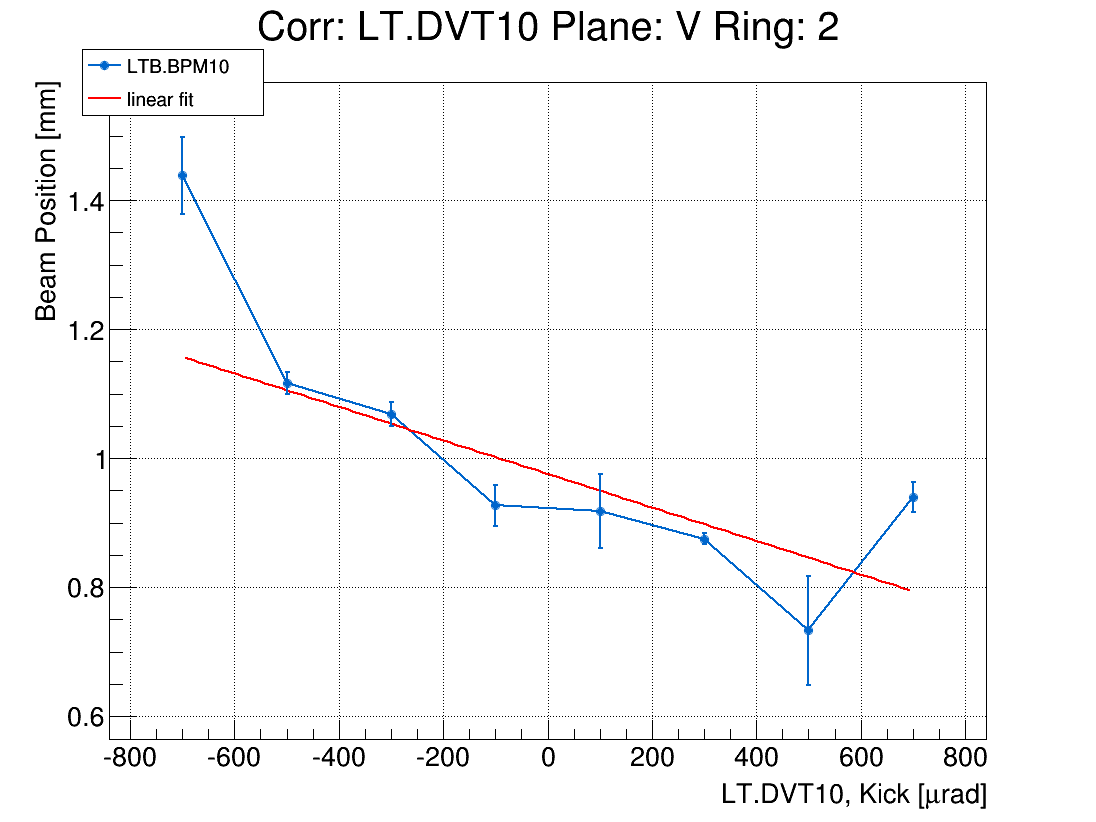 Corr: LT.DVT10 Plane: V Ring: 2
LTB.BPM10
linear fit
Beam Position [mm]
1.4
1.2
1
0.8
0.6
-800 -600 -400 -200 0 200 400 600 800
LT.DVT10, Kick [μrad]